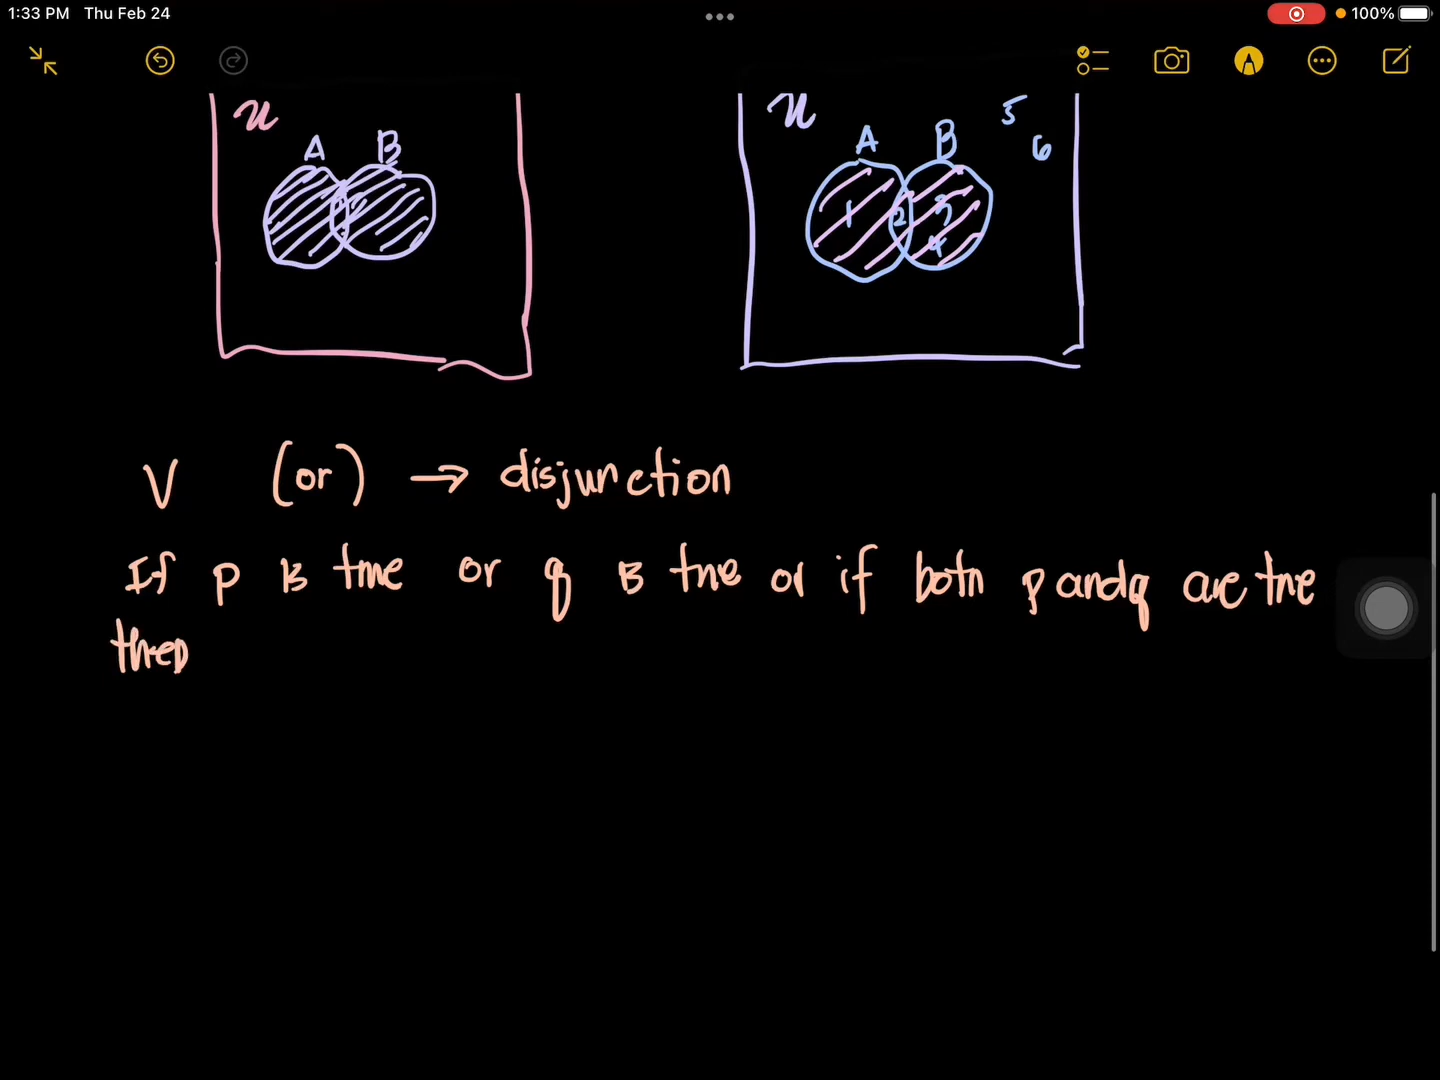 1:33 PM Thu Feb 24 100%
U U 5
A B A B 6
1 2 3
4
V (or) → disjunction
If p is true or q is true or if both p and q are true
then